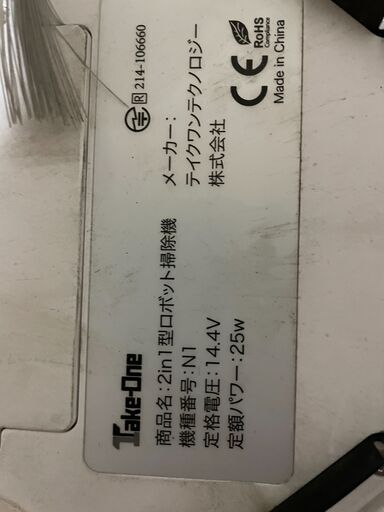 Take-One
商品名:2in1型ロボット掃除機
機種番号:N1
定格電圧:14.4V
定額パワー:25w
メーカー:
テイクワンテクノロジー
株式会社
R 214-106660
CE
RoHS
Compliance
Made in China